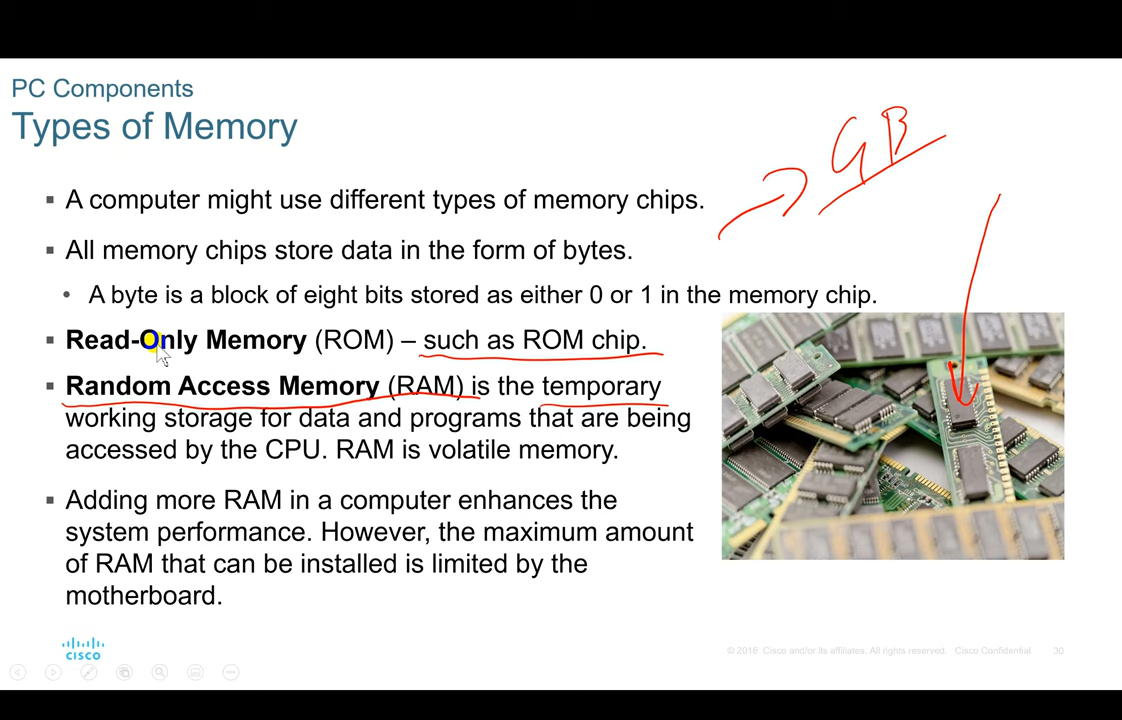 PC Components
Types of Memory
GB
▪ A computer might use different types of memory chips.
▪ All memory chips store data in the form of bytes.
• A byte is a block of eight bits stored as either 0 or 1 in the memory chip.
▪ Read-Only Memory (ROM) – such as ROM chip.
▪ Random Access Memory (RAM) is the temporary
working storage for data and programs that are being
accessed by the CPU. RAM is volatile memory.
▪ Adding more RAM in a computer enhances the
system performance. However, the maximum amount
of RAM that can be installed is limited by the
motherboard.
CISCO
© 2016 Cisco and/or its affiliates. All rights reserved. Cisco Confidential 30